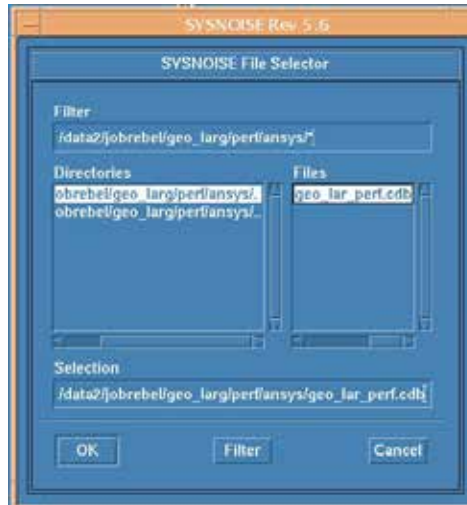 SYSNOISE Rev 5.6
SYSNOISE File Selector
Filter
/data2/jobrebel/geo_larg/perf/ansys/*
Directories
Files
obrebel/geo_larg/perf/ansys/.
geo_lar_perf.cdb
obrebel/geo_larg/perf/ansys/..
Selection
/data2/jobrebel/geo_larg/perf/ansys/geo_lar_perf.cdb
OK
Filter
Cancel